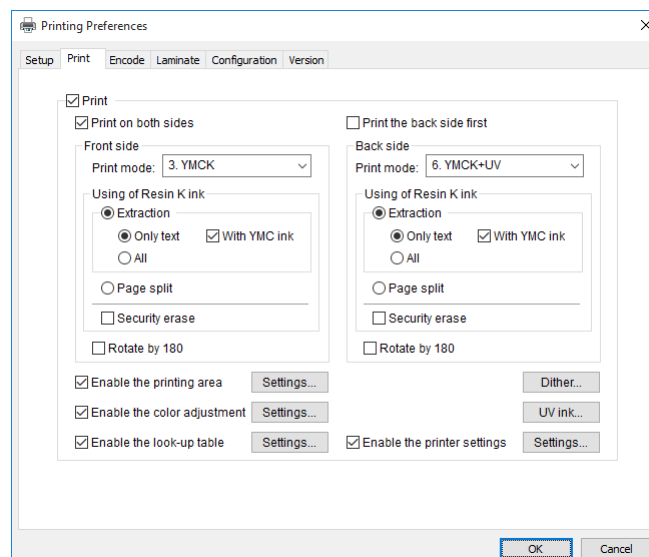 Printing Preferences
Setup Print Encode Laminate Configuration Version
Print
Print on both sides Print the back side first
Front side Back side
Print mode: 3. YMCK Print mode: 6. YMCK+UV
Using of Resin K ink Using of Resin K ink
Extraction Extraction
Only text With YMC ink Only text With YMC ink
All All
Page split Page split
Security erase Security erase
Rotate by 180 Rotate by 180
Enable the printing area Settings... Dither...
Enable the color adjustment Settings... UV ink...
Enable the look-up table Settings... Enable the printer settings Settings...
OK Cancel